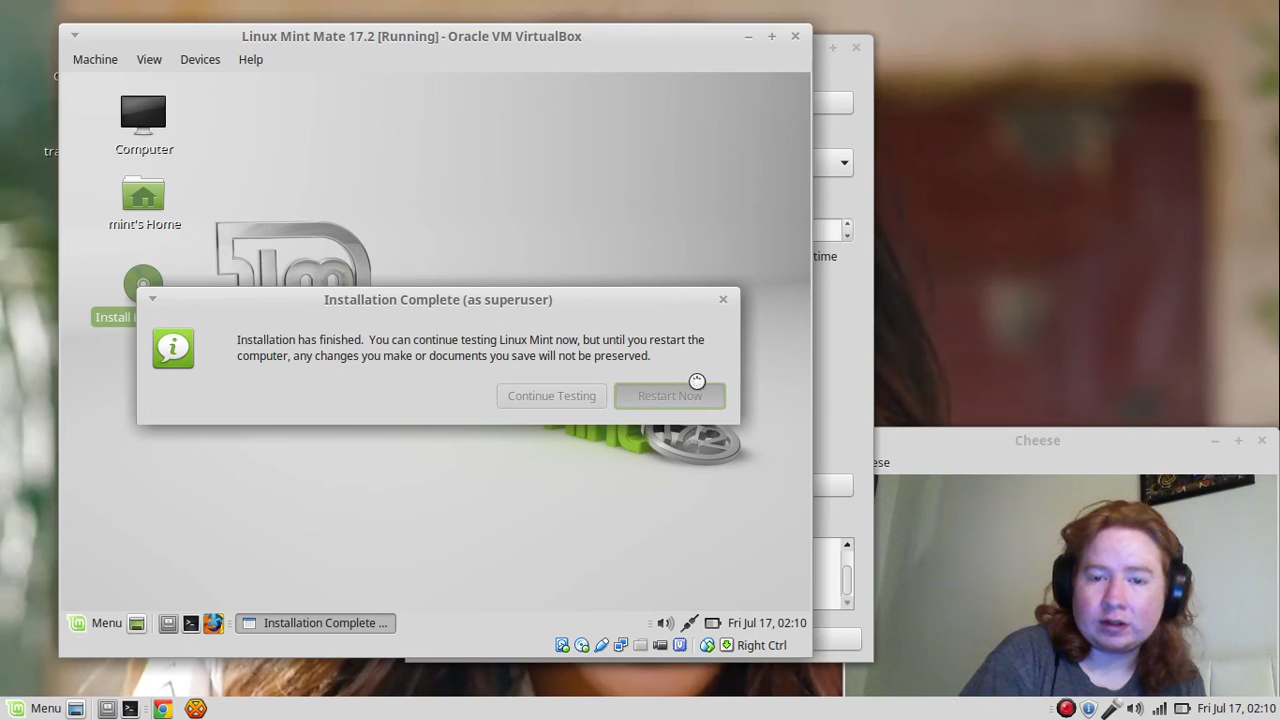 Linux Mint Mate 17.2 [Running] - Oracle VM VirtualBox
Machine View Devices Help
Computer
mint's Home
Install
time
Installation Complete (as superuser)
Installation has finished. You can continue testing Linux Mint now, but until you restart the
computer, any changes you make or documents you save will not be preserved.
Continue Testing Restart Now
Cheese
ese
Menu Installation Complete ... Fri Jul 17, 02:10
Right Ctrl
Menu Fri Jul 17, 02:10